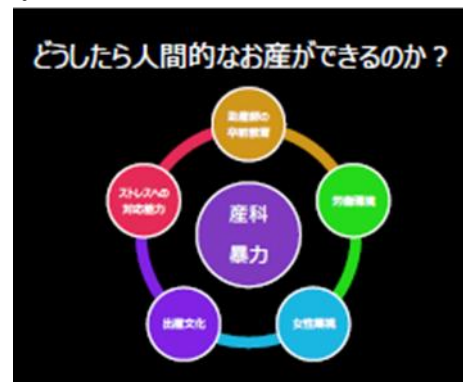 どうしたら人間的なお産ができるのか？
助産師の
卒前教育
ストレスへの
対応能力
労働環境
産科
暴力
出産文化
女性蔑視